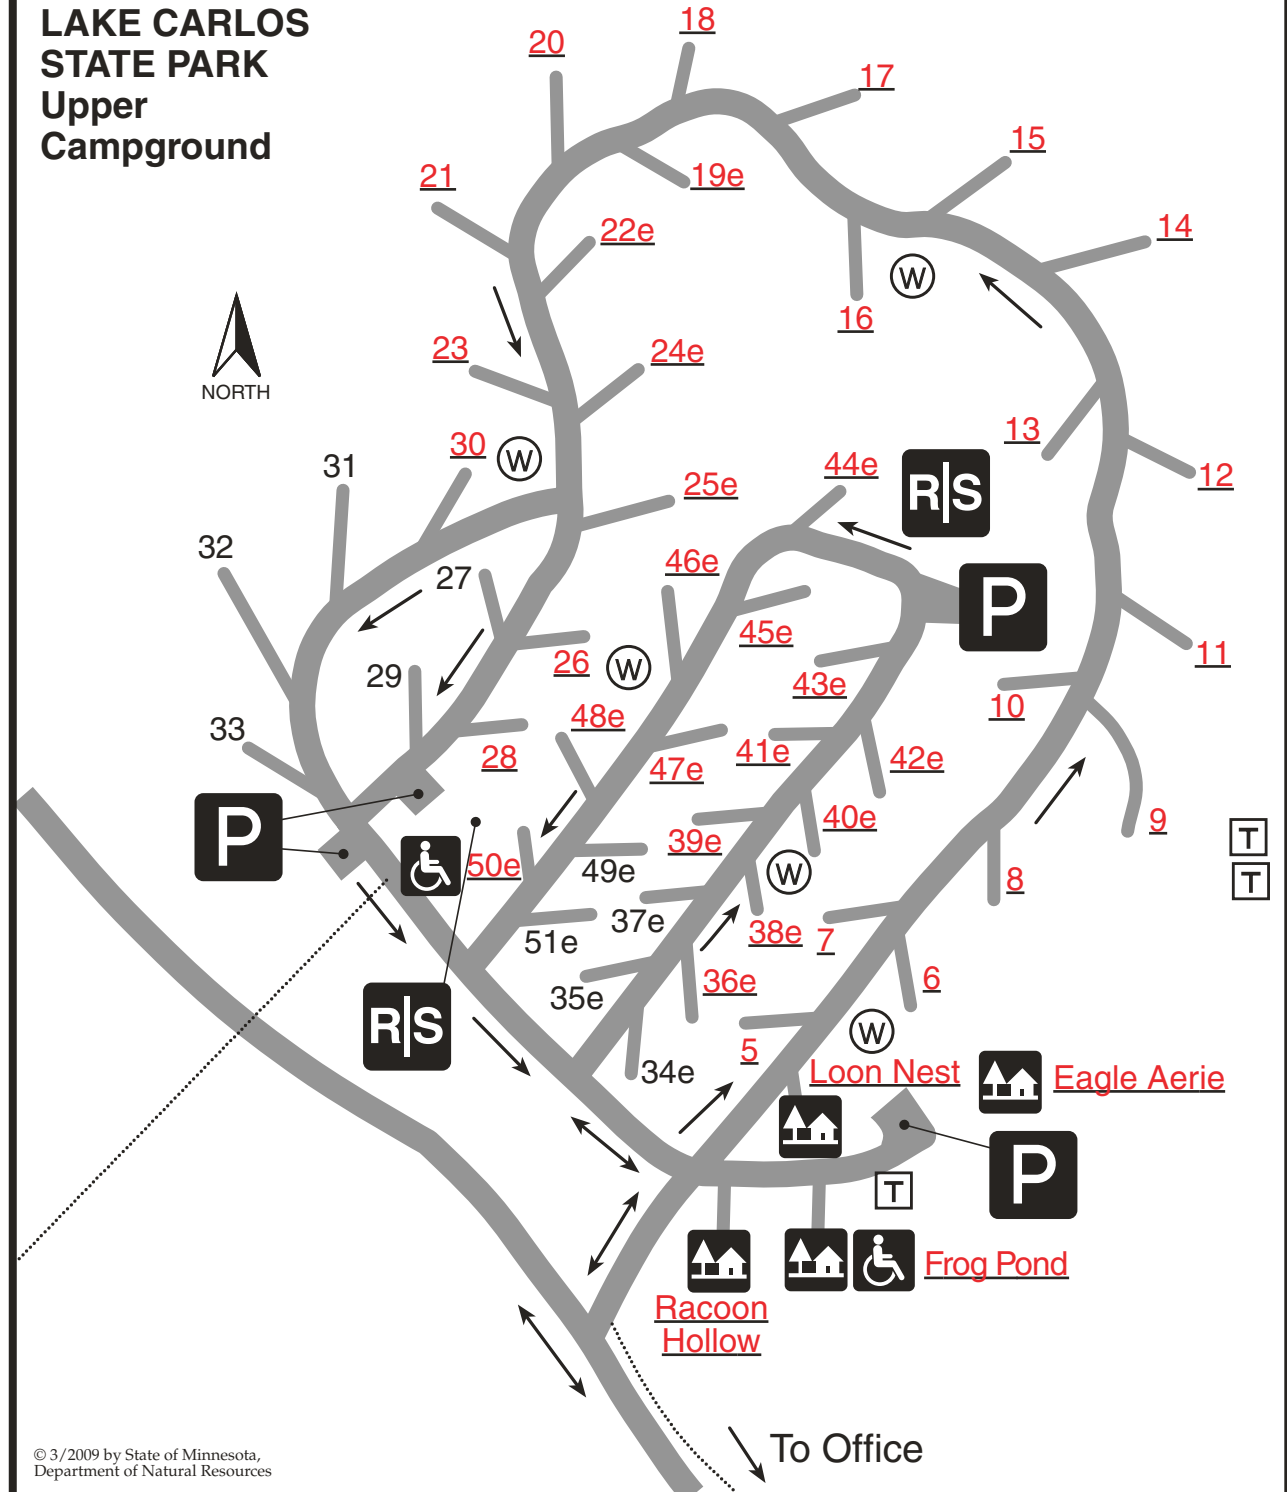 LAKE CARLOS
STATE PARK
Upper
Campground
18
20
17
15
21
19e
14
22e
16
NORTH
23
24e
13
30
W
W
31
44e
R|S
12
25e
32
46e
27
P
45e
26
W
11
29
43e
10
48e
33
28
41e
42e
47e
P
40e
9
39e
T
50e
49e
W
8
T
37e
38e
51e
7
36e
6
35e
R|S
W
5
34e
Loon Nest
Eagle Aerie
P
T
Frog Pond
Racoon
Hollow
To Office
© 3/2009 by State of Minnesota,
Department of Natural Resources